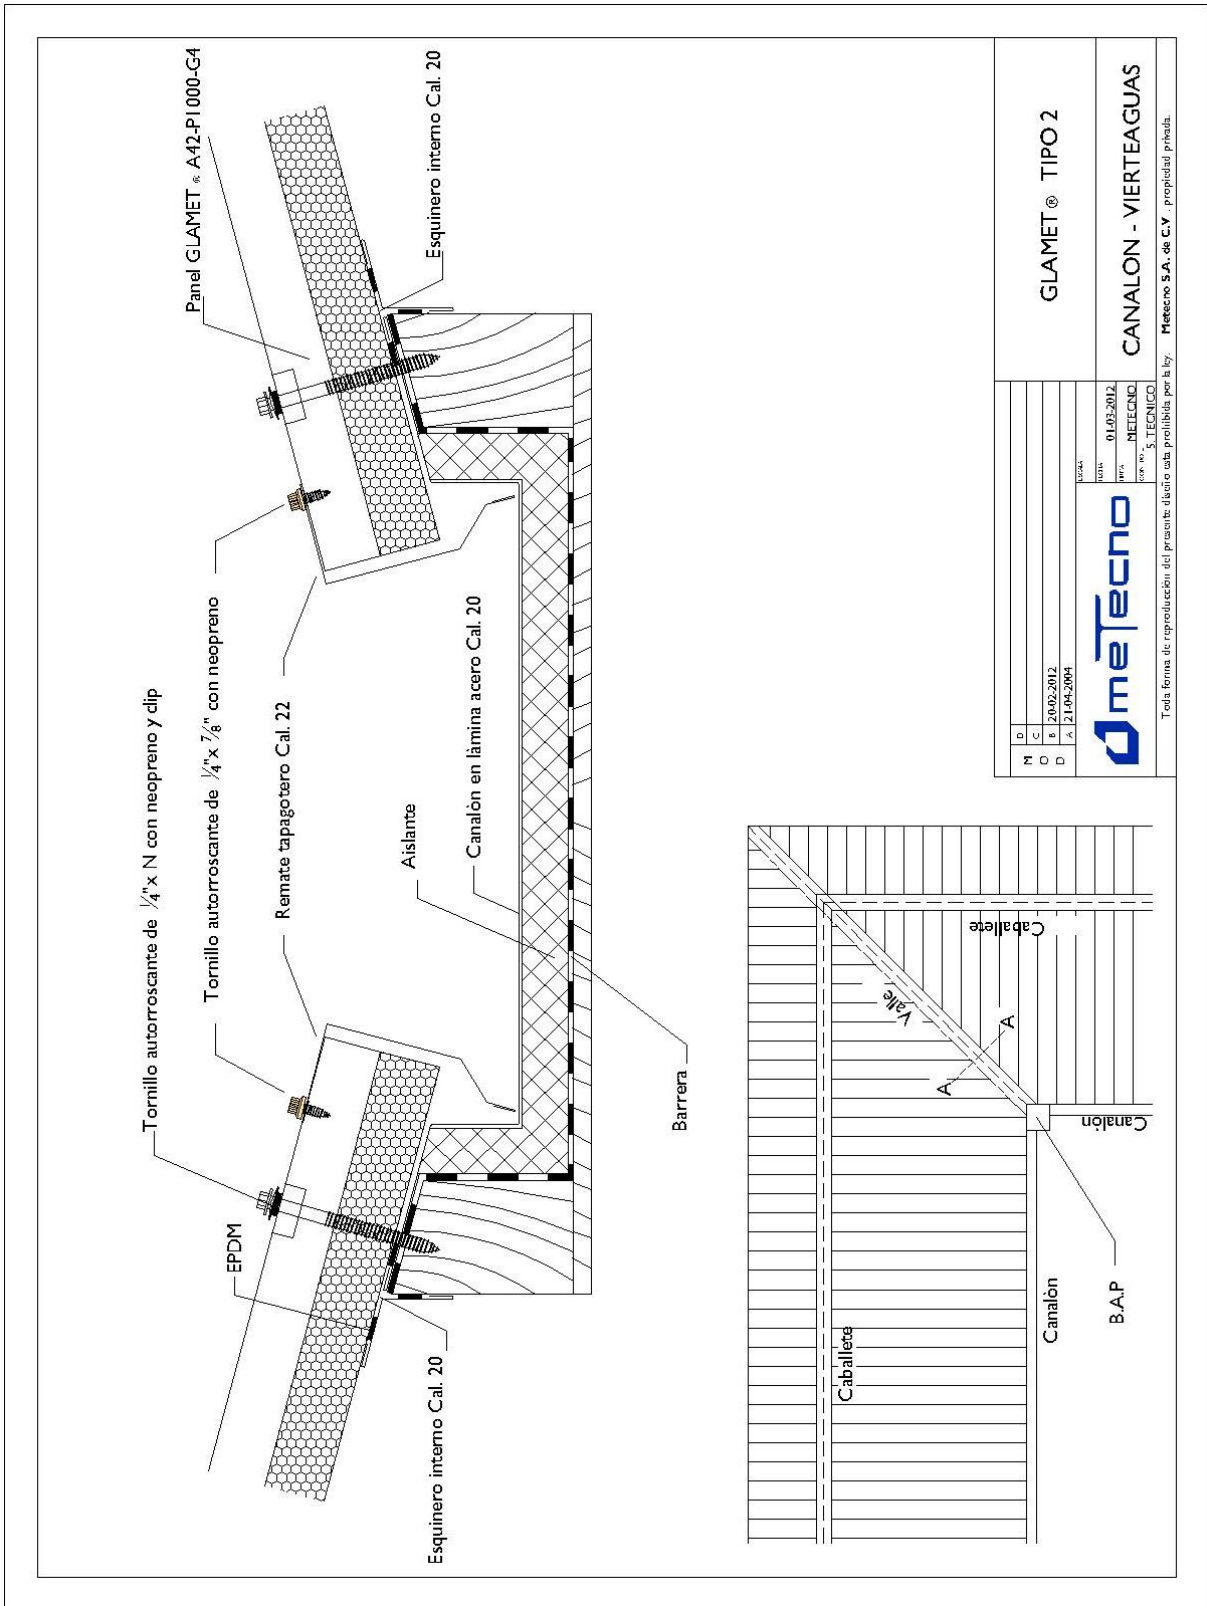 Tornillo autorroscante de ¼" x N con neopreno y clip
Tornillo autorroscante de ¼" x ⅞" con neopreno
Panel GLAMET ® A42-P1000-G4
EPDM
Remate tapagotero Cal. 22
Aislante
Esquinero interno Cal. 20
Esquinero interno Cal. 20
Canalòn en làmina acero Cal. 20
Barrera
Caballete
Valle
Caballete
A
A
Canalòn
Canalòn
B.A.P
M
O
D
D
C
B 20-02-2012
A 21-04-2004
GLAMET ® TIPO 2
meTecno
ESCALA
FECHA 01-03-2012
METECNO
S. TECNICO
CANALON - VIERTEAGUAS
Toda forma de reproducciòn del presente diseño esta prohibida por la ley. Metecno S.A. de C.V. propiedad privada.